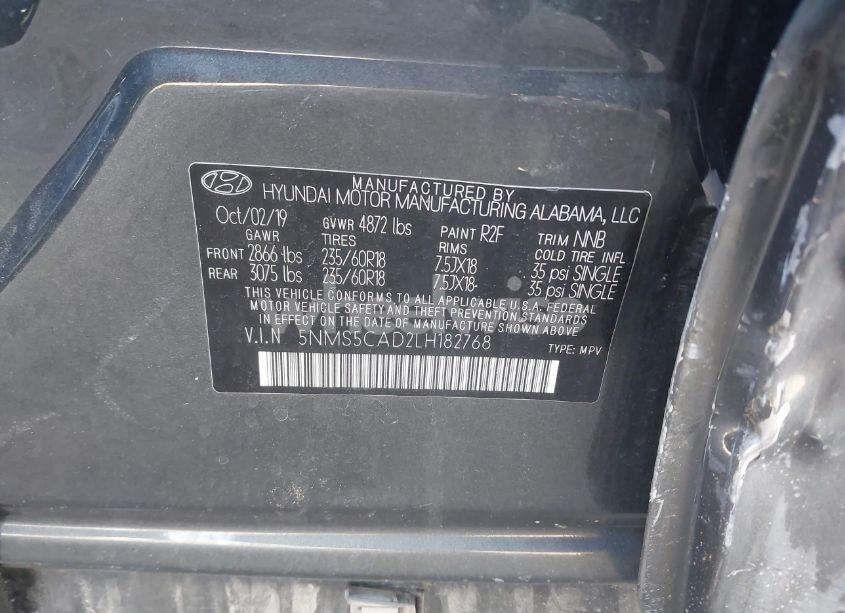 MANUFACTURED BY
HYUNDAI MOTOR MANUFACTURING ALABAMA, LLC
Oct/02/19 GVWR 4872 lbs PAINT R2F TRIM NNB
GAWR TIRES RIMS COLD TIRE INFL
FRONT 2866 lbs 235/60R18 7.5JX18 35 psi SINGLE
REAR 3075 lbs 235/60R18 7.5JX18 35 psi SINGLE
THIS VEHICLE CONFORMS TO ALL APPLICABLE U.S.A. FEDERAL
MOTOR VEHICLE SAFETY AND THEFT PREVENTION STANDARDS
IN EFFECT ON THE DATE OF MANUFACTURE SHOWN ABOVE
V.I.N 5NMS5CAD2LH182768
TYPE: MPV